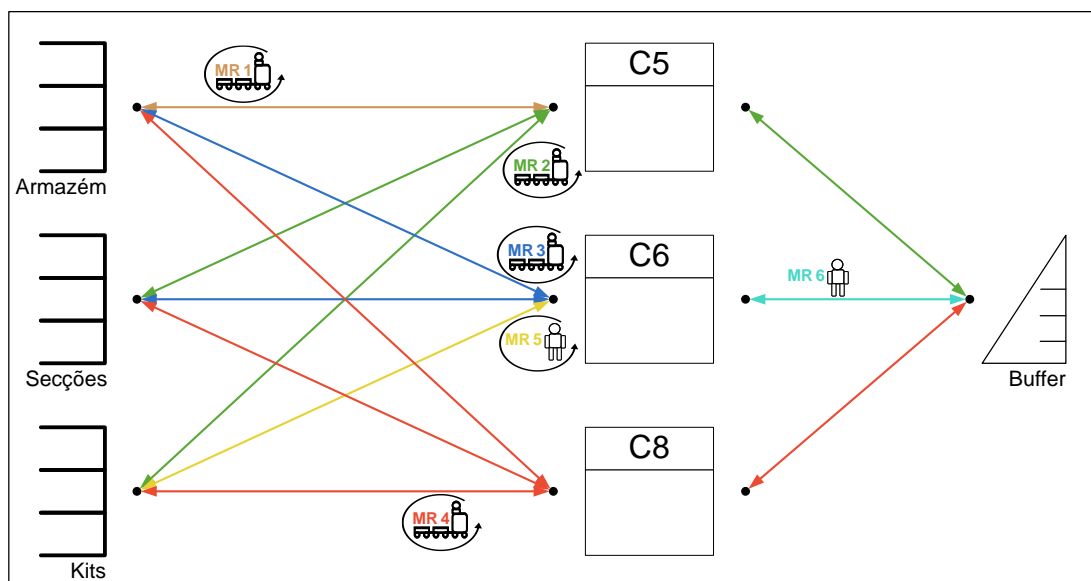 MR 1
C5
Armazém
MR 2
MR 3
C6
MR 6
MR 5
Secções
Buffer
C8
MR 4
Kits